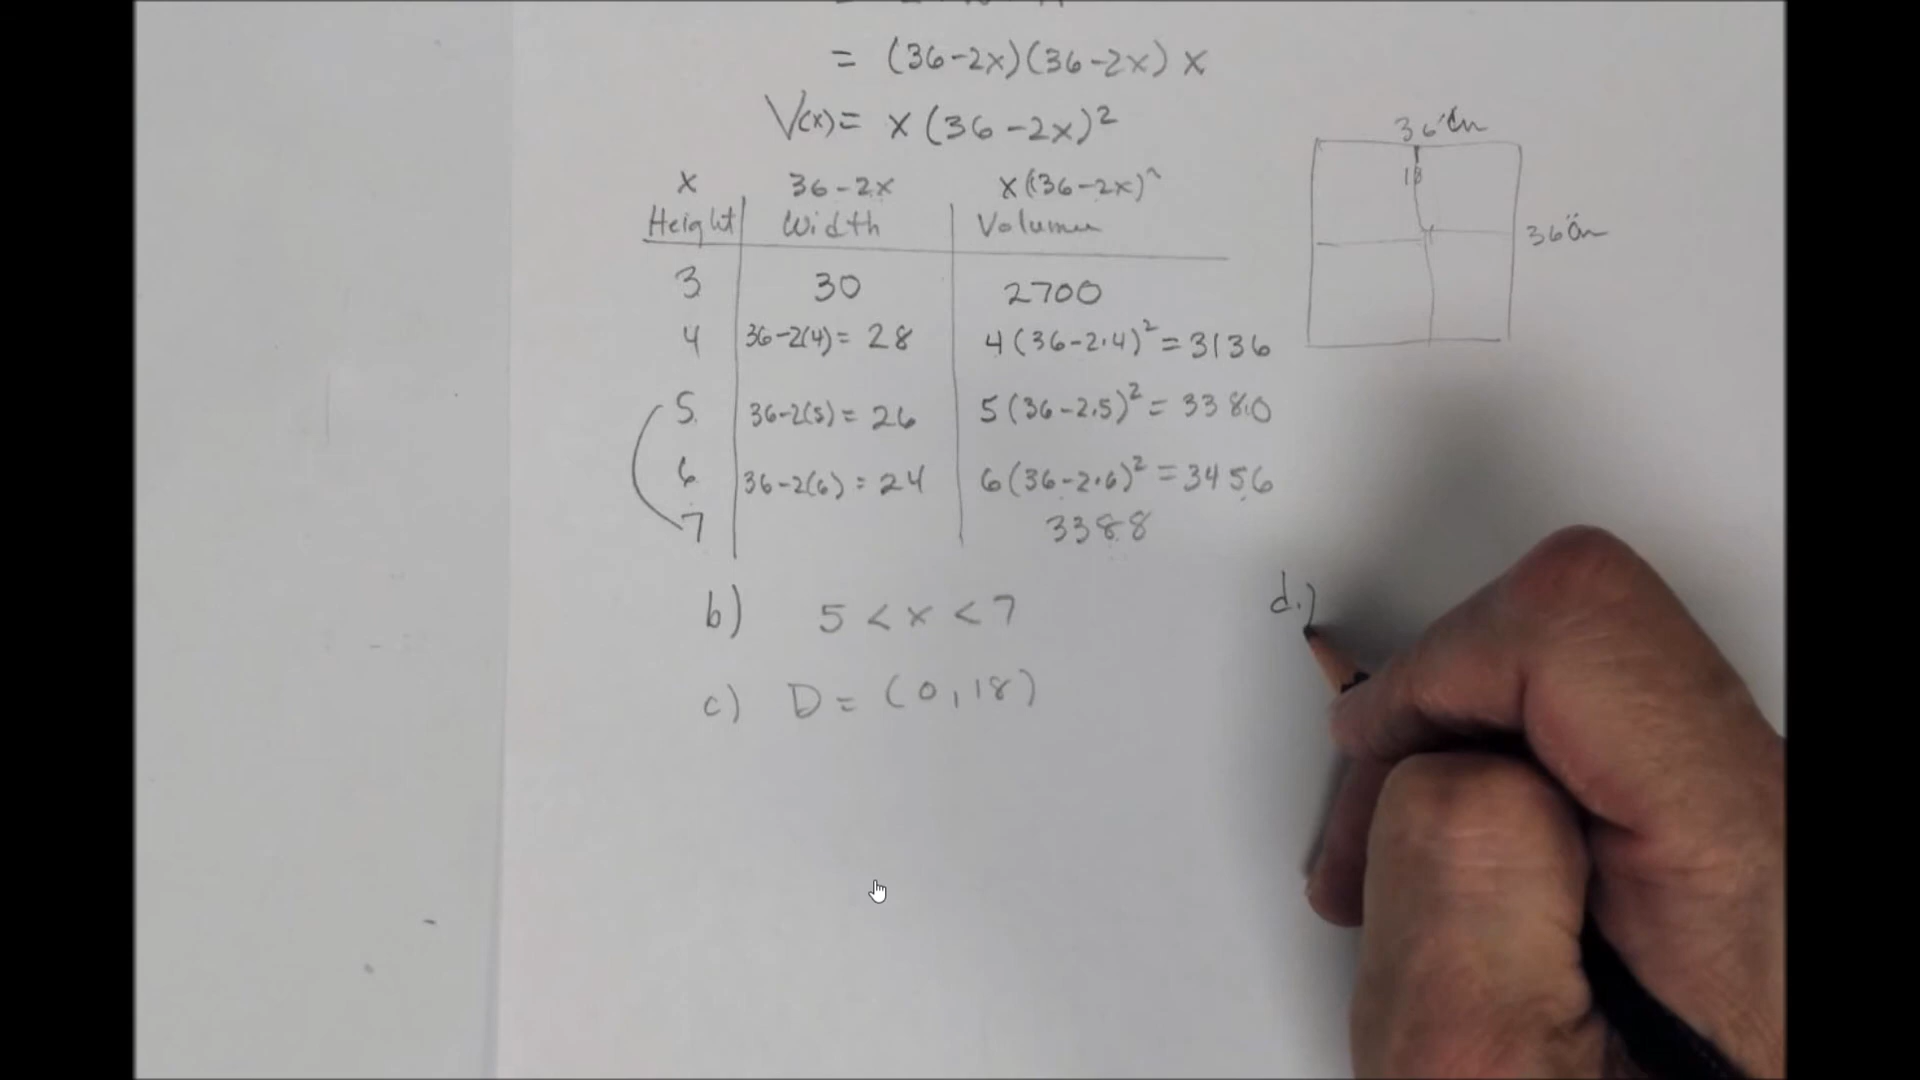 = (36-2x)(36-2x) x
V(x) = x (36-2x)²
x 36-2x x(36-2x)²
Height Width Volume
3 30 2700
4 36-2(4) = 28 4(36-2·4)² = 3136
5 36-2(5) = 26 5(36-2·5)² = 3380
6 36-2(6) = 24 6(36-2·6)² = 3456
7 3388
b) 5 < x < 7
c) D = (0,18)
36
18
36
d.)